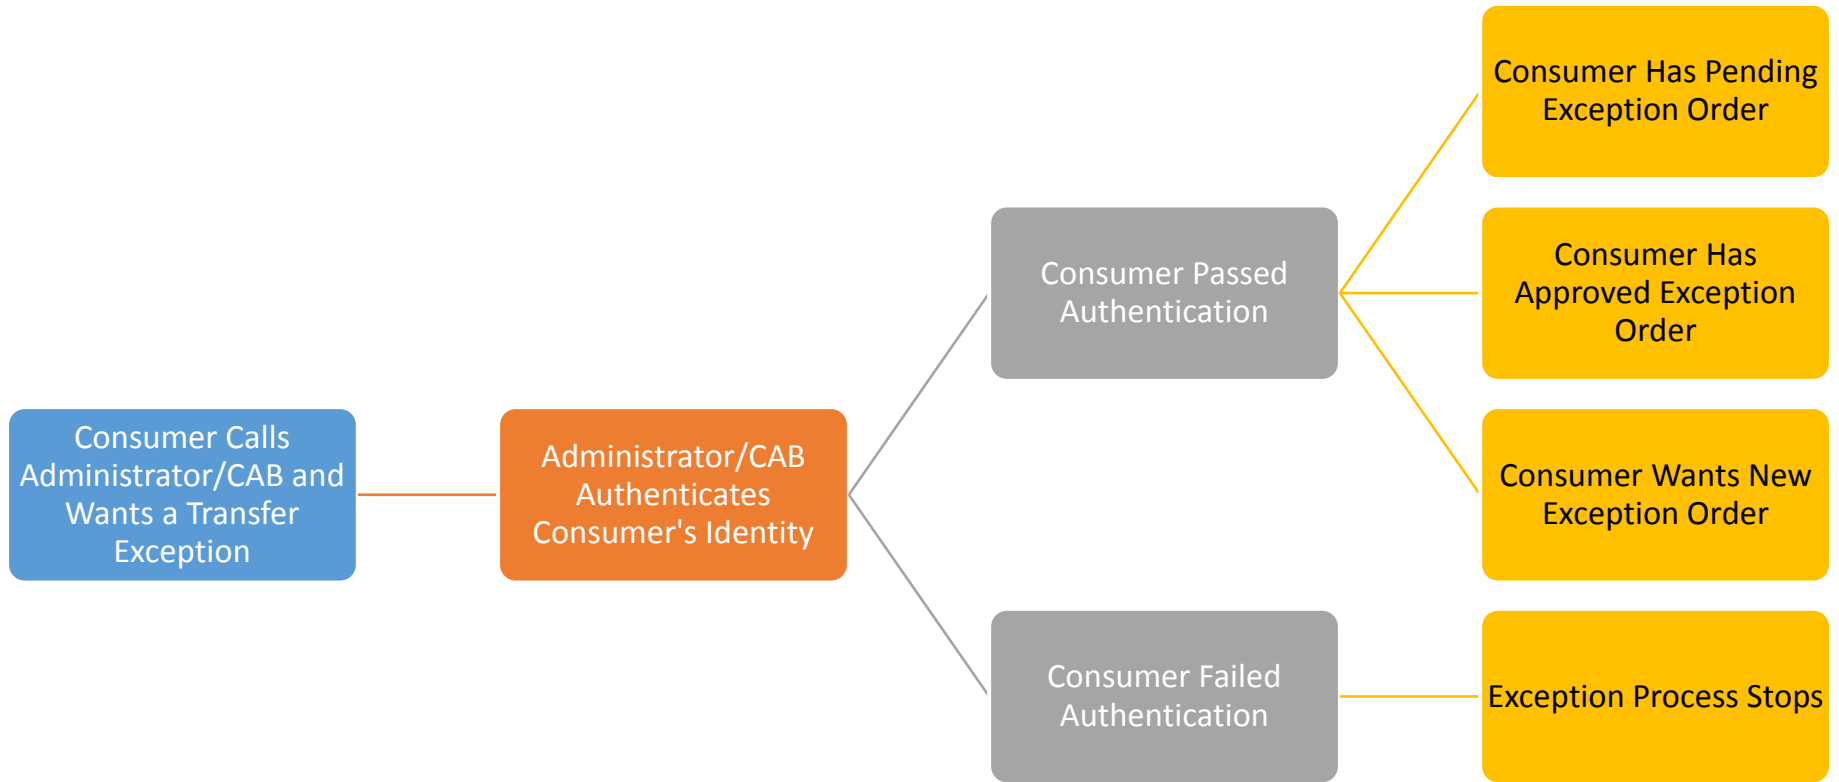 Consumer Calls
Administrator/CAB and
Wants a Transfer
Exception
Administrator/CAB
Authenticates
Consumer's Identity
Consumer Passed
Authentication
Consumer Has Pending
Exception Order
Consumer Has
Approved Exception
Order
Consumer Wants New
Exception Order
Consumer Failed
Authentication
Exception Process Stops